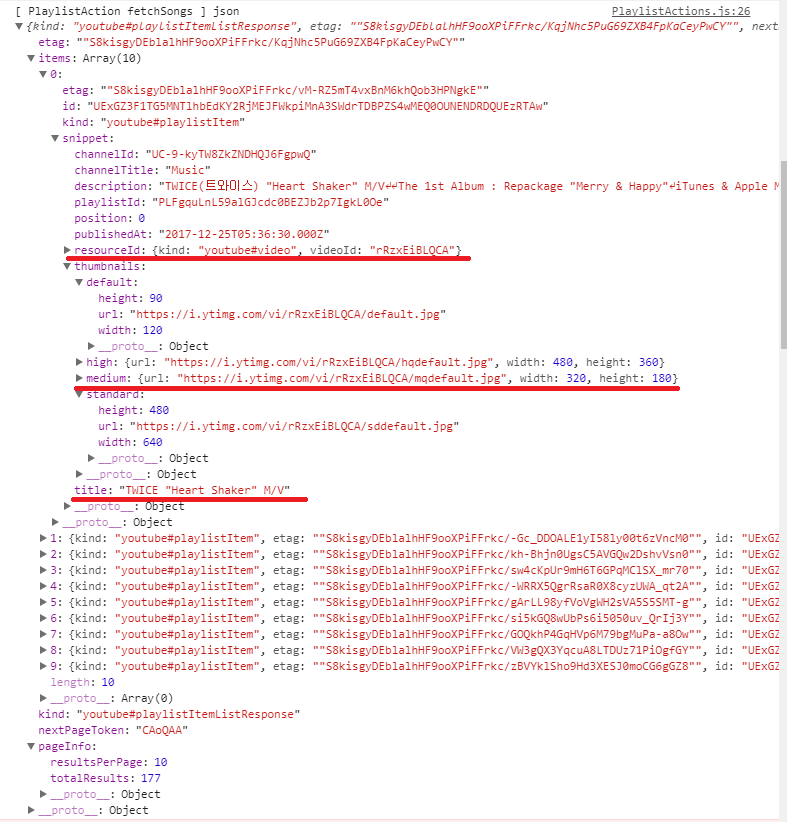 [ PlaylistAction fetchSongs ] json PlaylistActions.js:26
▼{kind: "youtube#playlistItemListResponse", etag: ""S8kisgyDEblalhHF9ooXPiFFrkc/KqjNhc5PuG69ZXB4FpKaCeyPwCY"", next
etag: ""S8kisgyDEblalhHF9ooXPiFFrkc/KqjNhc5PuG69ZXB4FpKaCeyPwCY""
▼items: Array(10)
▼0:
etag: ""S8kisgyDEblalhHF9ooXPiFFrkc/vM-RZ5mT4vxBnM6khQob3HPNgkE""
id: "UExGZ3F1TG5MNTlhbEdKY2RjMEJFWkpiMnA3SWdrTDBPZS4wMEQ0OUNENDRDQUEzRTAw"
kind: "youtube#playlistItem"
▼snippet:
channelId: "UC-9-kyTW8ZkZNDHQJ6FgpwQ"
channelTitle: "Music"
description: "TWICE(트와이스) "Heart Shaker" M/V↵↵The 1st Album : Repackage "Merry & Happy"↵iTunes & Apple M
playlistId: "PLFgquLnL59alGJcdc0BEZJb2p7IgkL0Oe"
position: 0
publishedAt: "2017-12-25T05:36:30.000Z"
▶resourceId: {kind: "youtube#video", videoId: "rRzxEiBLQCA"}
▼thumbnails:
▼default:
height: 90
url: "https://i.ytimg.com/vi/rRzxEiBLQCA/default.jpg"
width: 120
▶__proto__: Object
▶high: {url: "https://i.ytimg.com/vi/rRzxEiBLQCA/hqdefault.jpg", width: 480, height: 360}
▶medium: {url: "https://i.ytimg.com/vi/rRzxEiBLQCA/mqdefault.jpg", width: 320, height: 180}
▼standard:
height: 480
url: "https://i.ytimg.com/vi/rRzxEiBLQCA/sddefault.jpg"
width: 640
▶__proto__: Object
▶__proto__: Object
title: "TWICE "Heart Shaker" M/V"
▶__proto__: Object
▶__proto__: Object
▶1: {kind: "youtube#playlistItem", etag: ""S8kisgyDEblalhHF9ooXPiFFrkc/-Gc_DDOALE1yI58ly00t6zVncM0"", id: "UExGZ
▶2: {kind: "youtube#playlistItem", etag: ""S8kisgyDEblalhHF9ooXPiFFrkc/kh-Bhjn0UgsC5AVGQw2DshvVsn0"", id: "UExGZ
▶3: {kind: "youtube#playlistItem", etag: ""S8kisgyDEblalhHF9ooXPiFFrkc/sw4cKpUr9mH6T6GPqMClSX_mr70"", id: "UExGZ
▶4: {kind: "youtube#playlistItem", etag: ""S8kisgyDEblalhHF9ooXPiFFrkc/-WRRX5QgrRsaR0X8cyzUWA_qt2A"", id: "UExGZ
▶5: {kind: "youtube#playlistItem", etag: ""S8kisgyDEblalhHF9ooXPiFFrkc/gArLL98yfVoVgWH2sVA5S5SMT-g"", id: "UExGZ
▶6: {kind: "youtube#playlistItem", etag: ""S8kisgyDEblalhHF9ooXPiFFrkc/si5kGQ8wUbPs6i5050uv_QrIj3Y"", id: "UExGZ
▶7: {kind: "youtube#playlistItem", etag: ""S8kisgyDEblalhHF9ooXPiFFrkc/GOQkhP4GqHVp6M79bgMuPa-a8Ow"", id: "UExGZ
▶8: {kind: "youtube#playlistItem", etag: ""S8kisgyDEblalhHF9ooXPiFFrkc/VW3gQX3YqcuA8LTDUz71PiOgfGY"", id: "UExGZ
▶9: {kind: "youtube#playlistItem", etag: ""S8kisgyDEblalhHF9ooXPiFFrkc/zBVYklSho9Hd3XESJ0moCG6gGZ8"", id: "UExGZ
length: 10
▶__proto__: Array(0)
kind: "youtube#playlistItemListResponse"
nextPageToken: "CAoQAA"
▼pageInfo:
resultsPerPage: 10
totalResults: 177
▶__proto__: Object
▶__proto__: Object